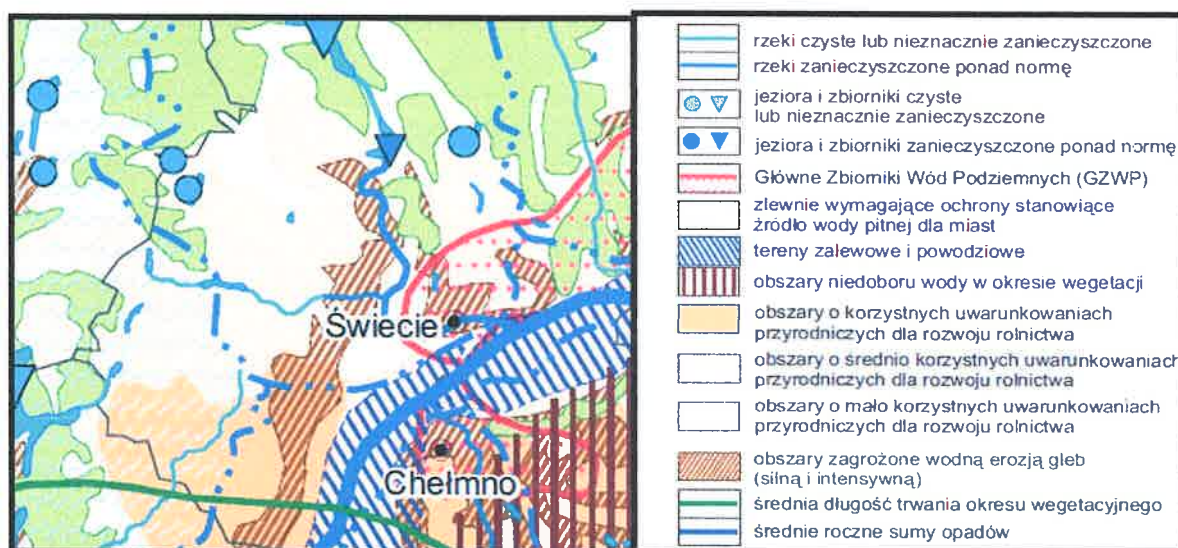 Świecie
Chełmno
rzeki czyste lub nieznacznie zanieczyszczone
rzeki zanieczyszczone ponad normę
jeziora i zbiorniki czyste
lub nieznacznie zanieczyszczone
jeziora i zbiorniki zanieczyszczone ponad normę
Główne Zbiorniki Wód Podziemnych (GZWP)
zlewnie wymagające ochrony stanowiące
źródło wody pitnej dla miast
tereny zalewowe i powodziowe
obszary niedoboru wody w okresie wegetacji
obszary o korzystnych uwarunkowaniach
przyrodniczych dla rozwoju rolnictwa
obszary o średnio korzystnych uwarunkowaniach
przyrodniczych dla rozwoju rolnictwa
obszary o mało korzystnych uwarunkowaniach
przyrodniczych dla rozwoju rolnictwa
obszary zagrożone wodną erozją gleb
(silną i intensywną)
średnia długość trwania okresu wegetacyjnego
średnie roczne sumy opadów